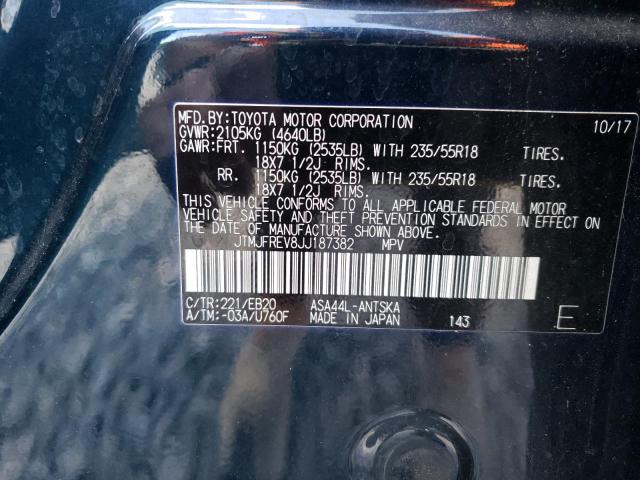 MFD.BY:TOYOTA MOTOR CORPORATION 10/17
GVWR:2105KG (4640LB)
GAWR:FRT. 1150KG (2535LB) WITH 235/55R18 TIRES.
18X7 1/2J RIMS.
RR. 1150KG (2535LB) WITH 235/55R18 TIRES.
18X7 1/2J RIMS.
THIS VEHICLE CONFORMS TO ALL APPLICABLE FEDERAL MOTOR
VEHICLE SAFETY AND THEFT PREVENTION STANDARDS IN EFFECT ON
THE DATE OF MANUFACTURE SHOWN ABOVE.
JTMJFREV8JJ187382 MPV
C/TR:221/EB20 ASA44L-ANTSKA
A/TM:-03A/U760F MADE IN JAPAN 143 E